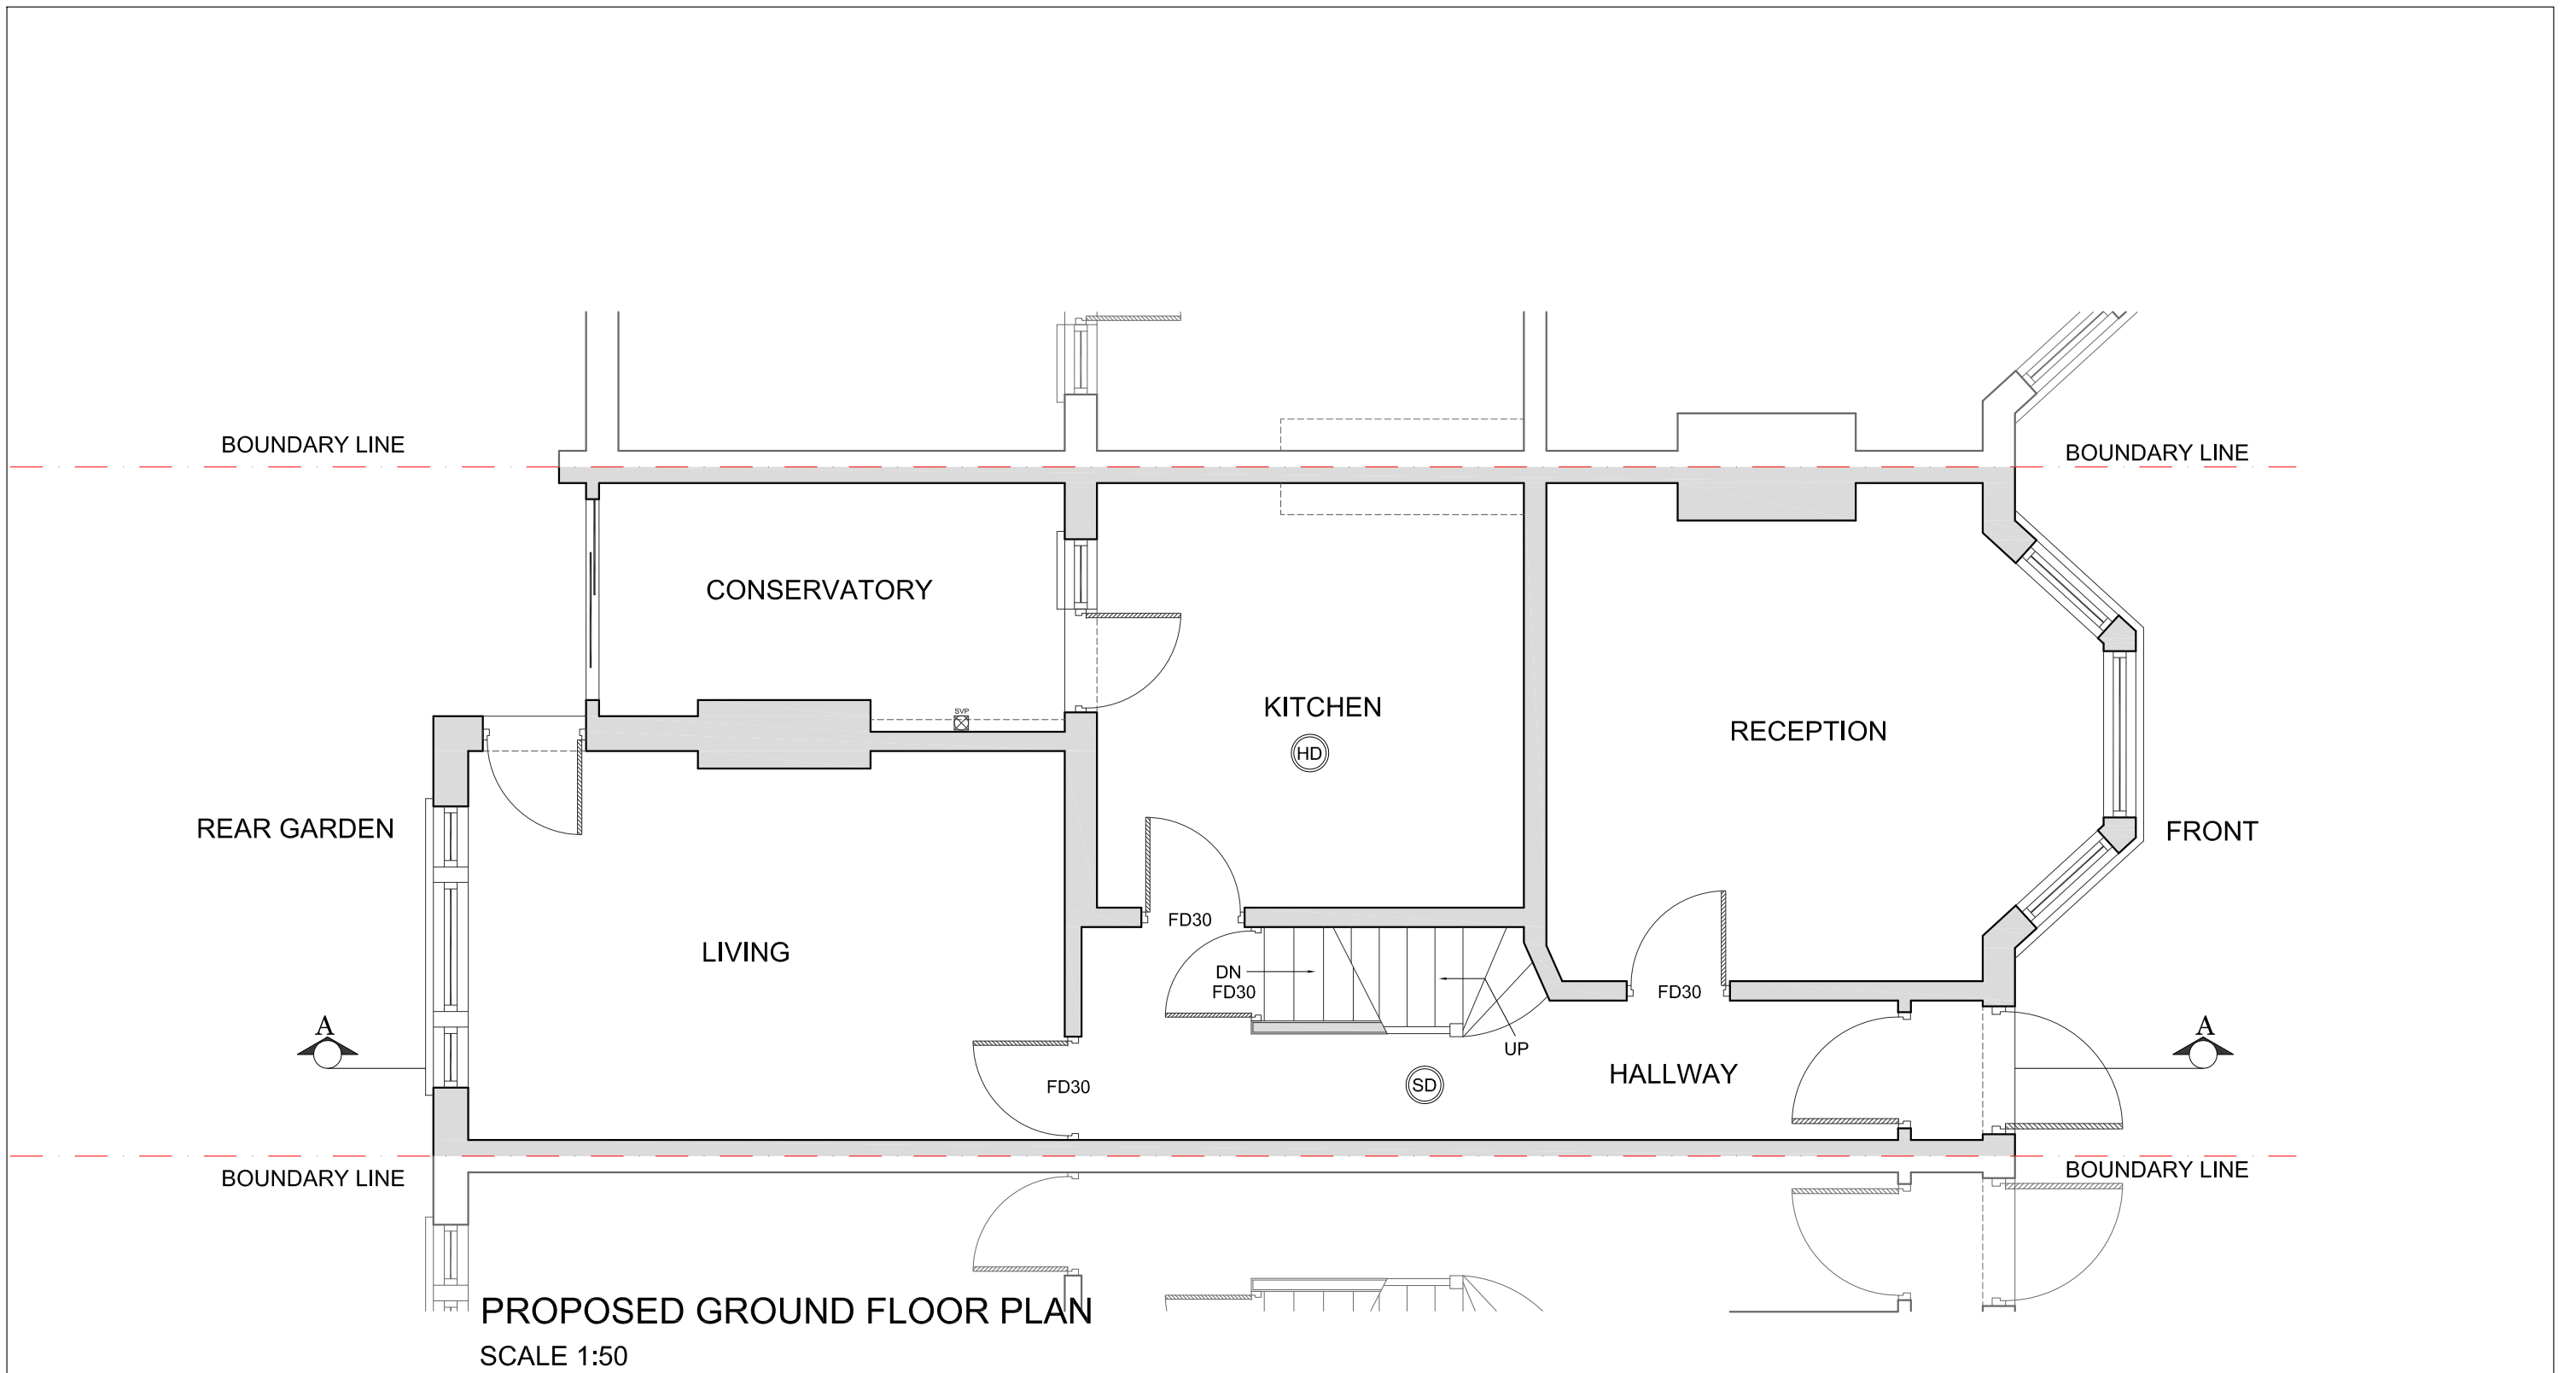 BOUNDARY LINE
BOUNDARY LINE
CONSERVATORY
SVP
KITCHEN
HD
RECEPTION
REAR GARDEN
FRONT
FD30
LIVING
DN
FD30
FD30
A
A
UP
HALLWAY
SD
FD30
BOUNDARY LINE
BOUNDARY LINE
PROPOSED GROUND FLOOR PLAN
SCALE 1:50